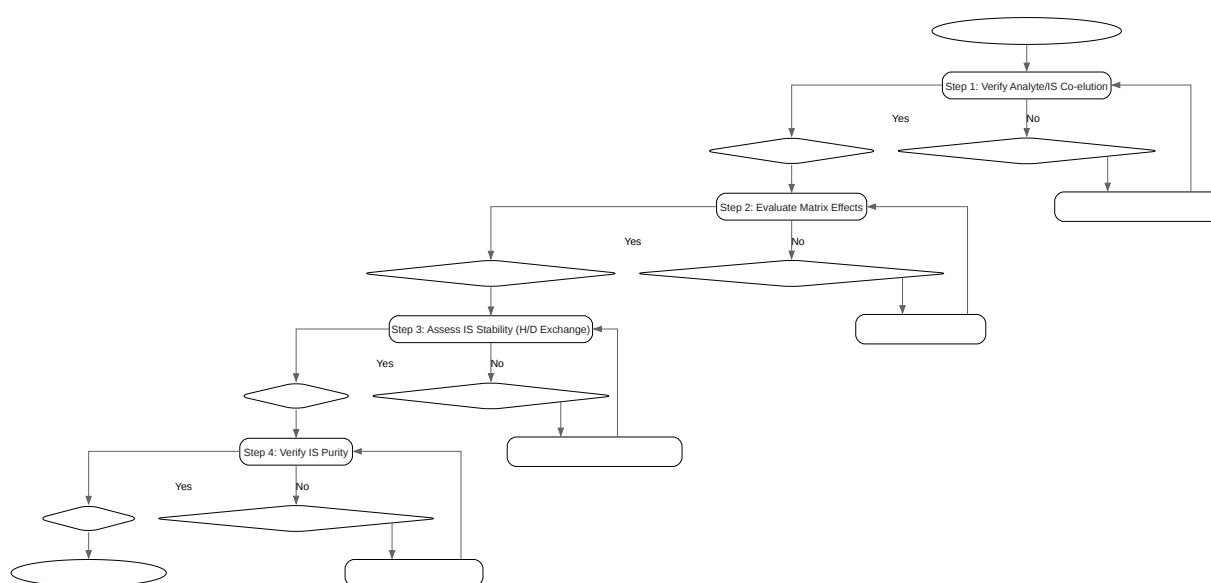 Step 1: Verify Analyte/IS Co-elution
Yes
No
Step 2: Evaluate Matrix Effects
Yes
No
Step 3: Assess IS Stability (H/D Exchange)
Yes
No
Step 4: Verify IS Purity
Yes
No